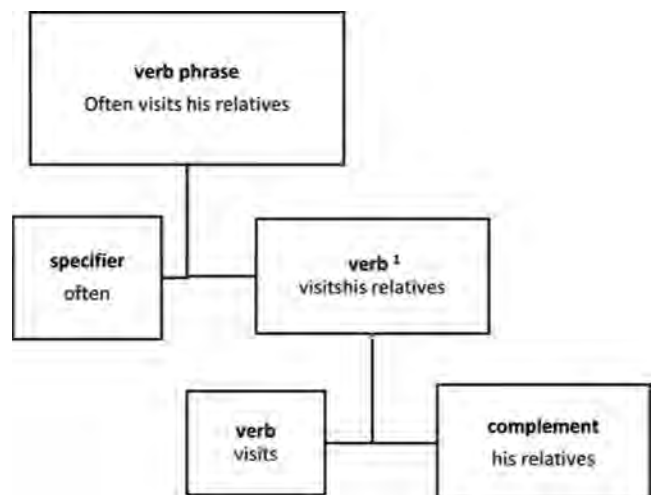 verb phrase
Often visits his relatives
specifier
often
verb ¹
visitshis relatives
verb
visits
complement
his relatives